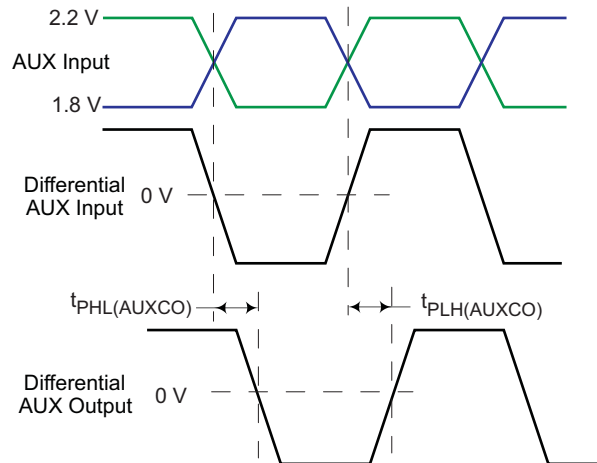 2.2 V
AUX Input
1.8 V
Differential
AUX Input
0 V
tPHL(AUXCO)
tPLH(AUXCO)
Differential
AUX Output
0 V